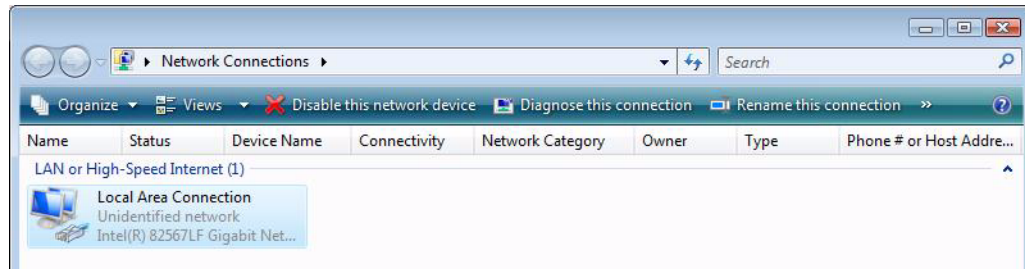 Network Connections
Search
Organize Views Disable this network device Diagnose this connection Rename this connection »
Name Status Device Name Connectivity Network Category Owner Type Phone # or Host Addre...
LAN or High-Speed Internet (1)
Local Area Connection
Unidentified network
Intel(R) 82567LF Gigabit Net...